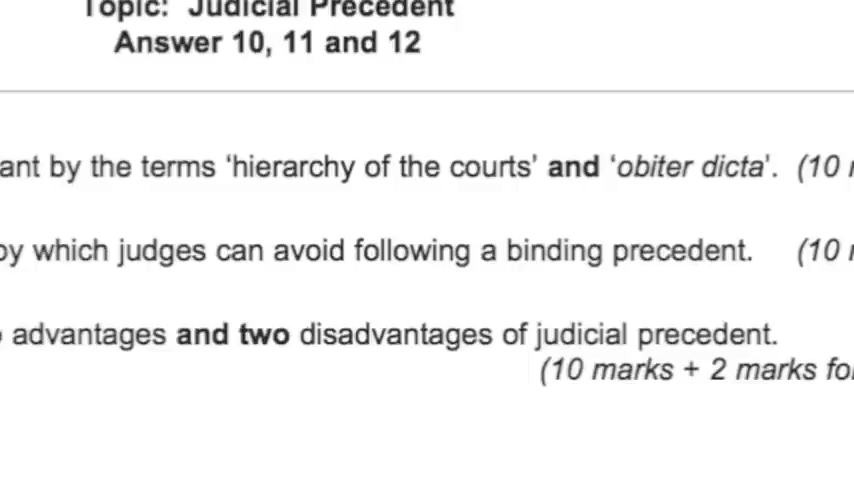 Topic: Judicial Precedent
Answer 10, 11 and 12
ant by the terms ‘hierarchy of the courts’ and ‘obiter dicta’. (10
by which judges can avoid following a binding precedent. (10
advantages and two disadvantages of judicial precedent.
(10 marks + 2 marks for